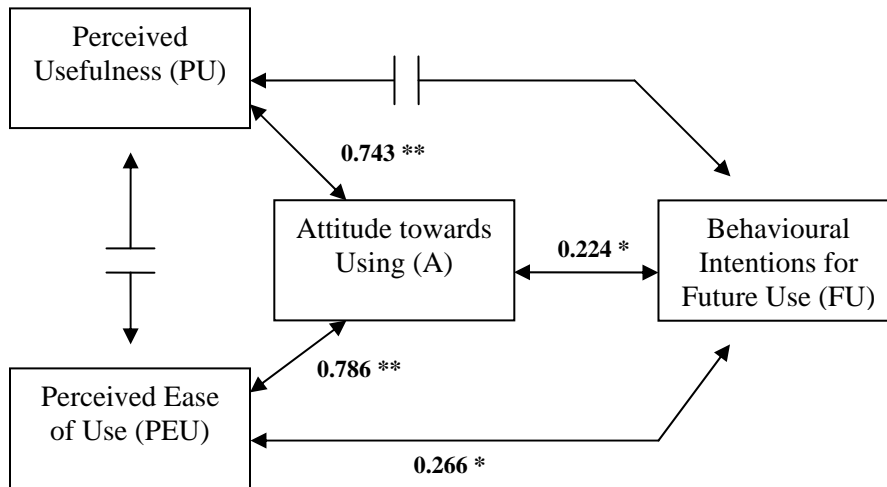 Perceived
Usefulness (PU)
0.743 **
Attitude towards
Using (A)
0.224 *
Behavioural
Intentions for
Future Use (FU)
0.786 **
Perceived Ease
of Use (PEU)
0.266 *